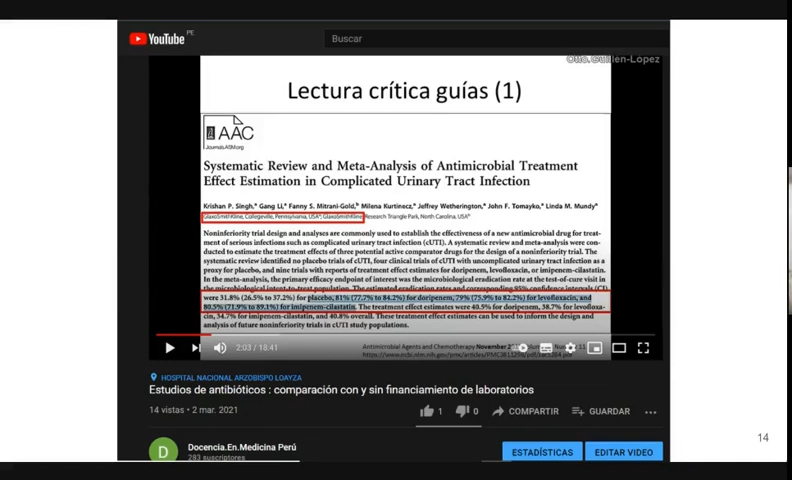 YouTube PE
Buscar
Otto.Guillen-Lopez
Lectura crítica guías (1)
AAC
Journals.ASM.org
Systematic Review and Meta-Analysis of Antimicrobial Treatment
Effect Estimation in Complicated Urinary Tract Infection
Krishan P. Singh,ᵃ Gang Li,ᵃ Fanny S. Mitrani-Gold,ᵇ Milena Kurtinecz,ᵃ Jeffrey Wetherington,ᵃ John F. Tomayko,ᵃ Linda M. Mundyᵃ
GlaxoSmithKline, Collegeville, Pennsylvania, USAᵃ; GlaxoSmithKline, Research Triangle Park, North Carolina, USAᵇ
Noninferiority trial design and analyses are commonly used to establish the effectiveness of a new antimicrobial drug for treat-
ment of serious infections such as complicated urinary tract infection (cUTI). A systematic review and meta-analysis were con-
ducted to estimate the treatment effects of three potential active comparator drugs for the design of a noninferiority trial. The
systematic review identified no placebo trials of cUTI, four clinical trials of cUTI with uncomplicated urinary tract infection as a
proxy for placebo, and nine trials with reports of treatment effect estimates for doripenem, levofloxacin, or imipenem-cilastatin.
In the meta-analysis, the primary efficacy endpoint of interest was the microbiological eradication rate at the test-of-cure visit in
the microbiological intent-to-treat population. The estimated eradication rates and corresponding 95% confidence intervals (CI)
were 31.8% (26.5% to 37.2%) for placebo, 81% (77.7% to 84.2%) for doripenem, 79% (75.9% to 82.2%) for levofloxacin, and
80.5% (71.9% to 89.1%) for imipenem-cilastatin. The treatment effect estimates were 40.5% for doripenem, 38.7% for levofloxa-
cin, 34.7% for imipenem-cilastatin, and 40.8% overall. These treatment effect estimates can be used to inform the design and
analysis of future noninferiority trials in cUTI study populations.
Antimicrobial Agents and Chemotherapy November
2:03 / 18:41
HOSPITAL NACIONAL ARZOBISPO LOAYZA
Estudios de antibióticos : comparación con y sin financiamiento de laboratorios
14 vistas • 2 mar. 2021
1
0
COMPARTIR
GUARDAR
D
Docencia.En.Medicina Perú
283 suscriptores
ESTADÍSTICAS
EDITAR VIDEO
14